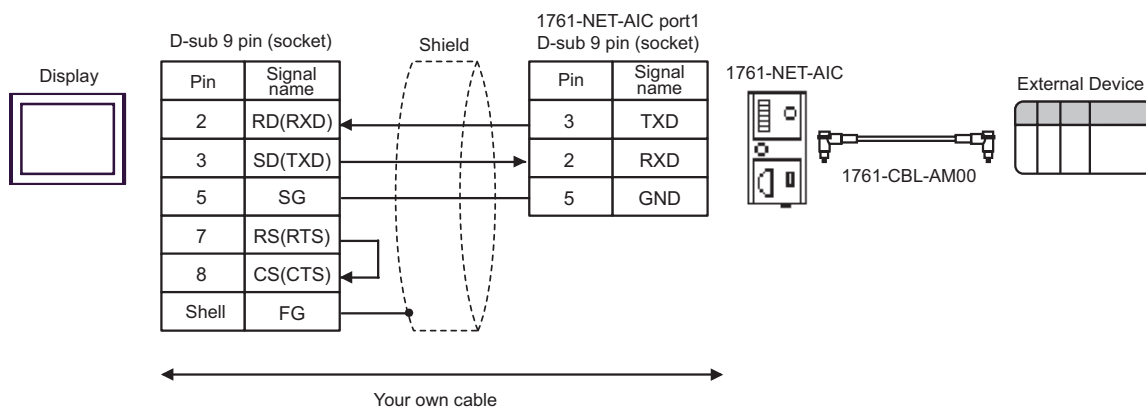 1761-NET-AIC port1
D-sub 9 pin (socket)
Shield
D-sub 9 pin (socket)
Display
Pin
Signal
name
Pin
Signal
name
1761-NET-AIC
External Device
2
RD(RXD)
3
TXD
3
SD(TXD)
2
RXD
1761-CBL-AM00
5
SG
5
GND
7
RS(RTS)
8
CS(CTS)
Shell
FG
Your own cable